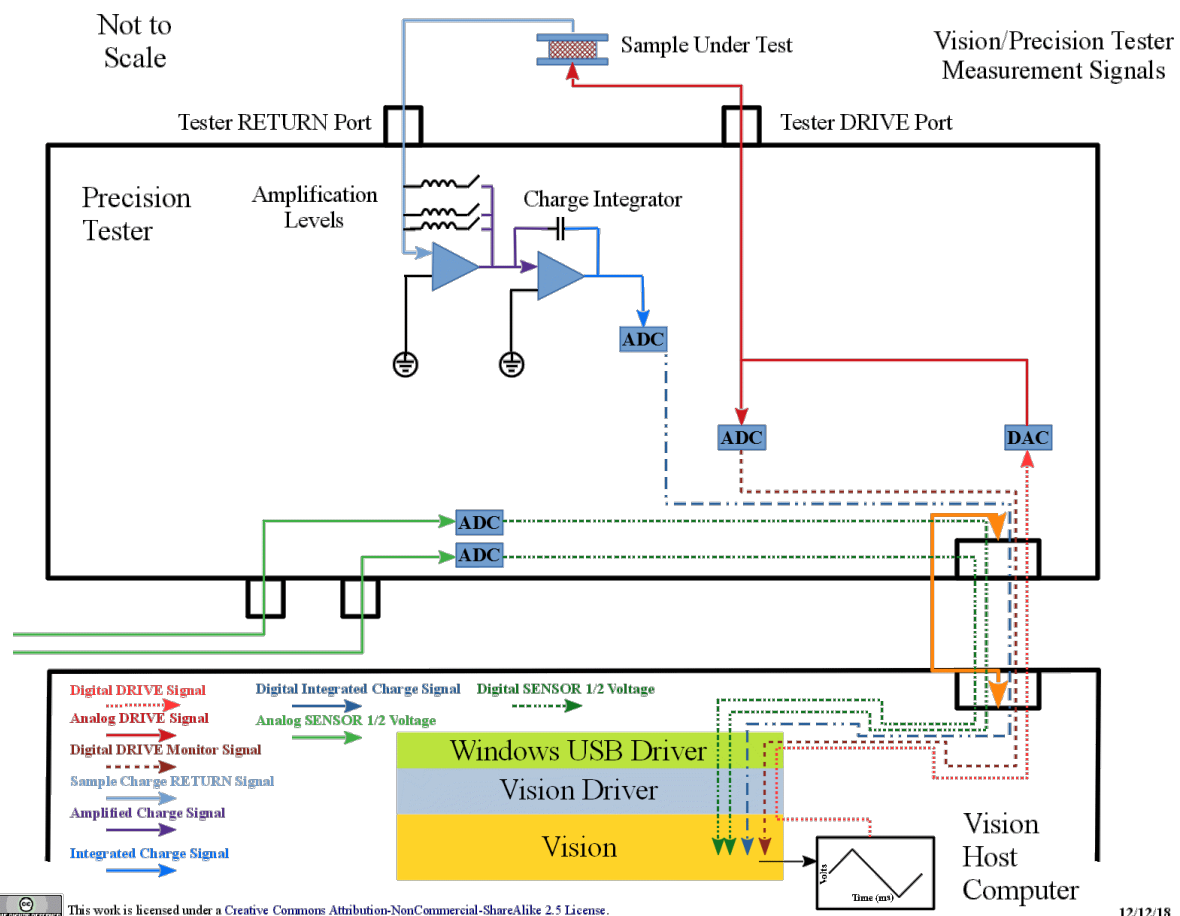 Not to
Scale
Sample Under Test
Vision/Precision Tester
Measurement Signals
Tester RETURN Port
Tester DRIVE Port
Precision
Tester
Amplification
Levels
Charge Integrator
ADC
ADC
DAC
ADC
ADC
Digital DRIVE Signal
Analog DRIVE Signal
Digital DRIVE Monitor Signal
Sample Charge RETURN Signal
Amplified Charge Signal
Integrated Charge Signal
Digital Integrated Charge Signal
Analog SENSOR 1/2 Voltage
Digital SENSOR 1/2 Voltage
Windows USB Driver
Vision Driver
Vision
Volts
Time (ms)
Vision
Host
Computer
cc
This work is licensed under a Creative Commons Attribution-NonCommercial-ShareAlike 2.5 License.
12/12/18